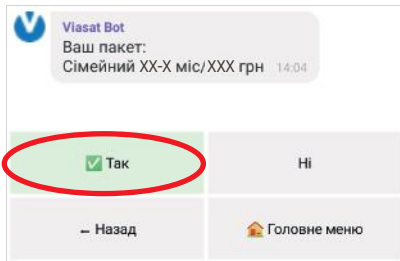 Viasat Bot
Ваш пакет:
Сімейний XX-X міс/XXX грн 14:04
✅ Так
Ні
← Назад
🏠 Головне меню